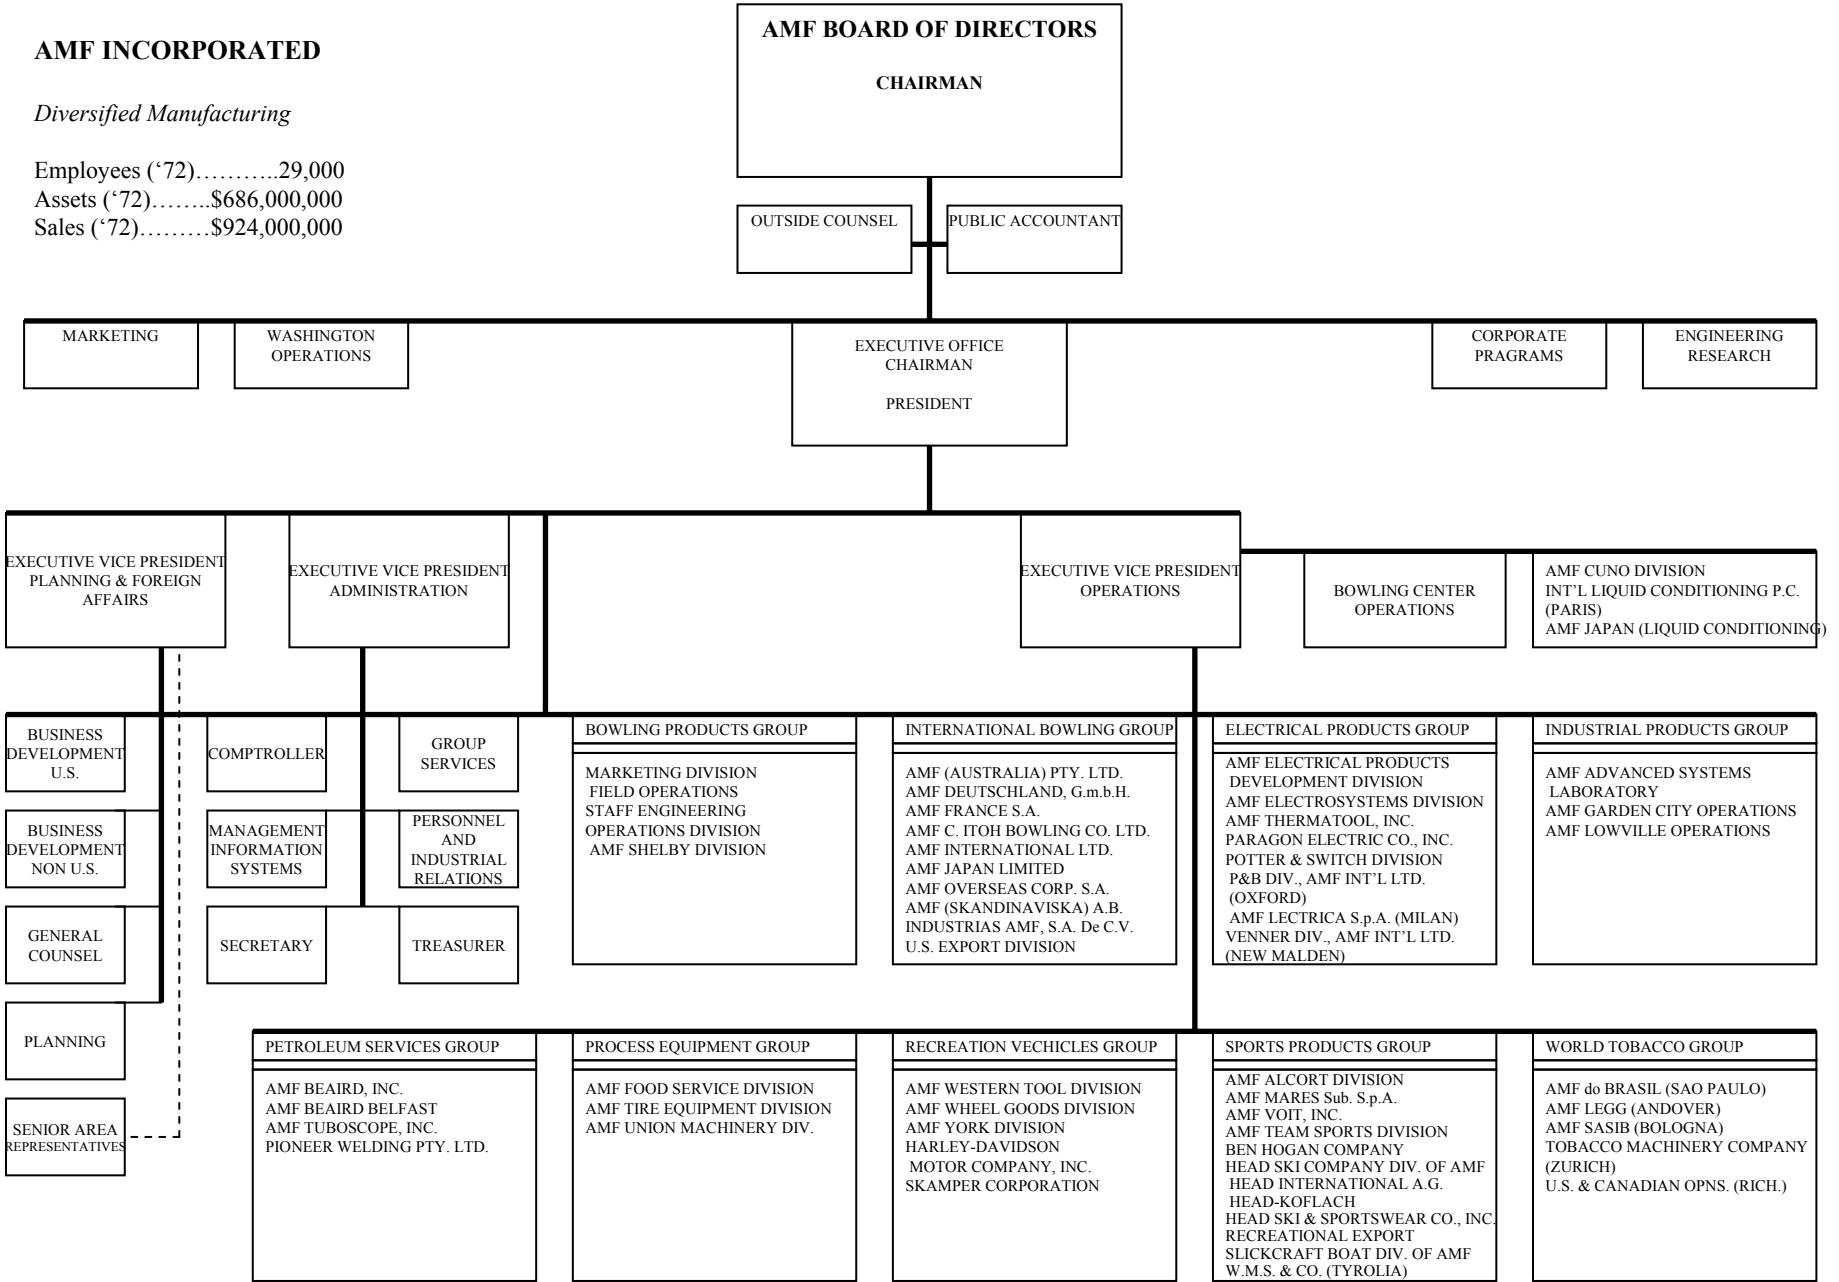 AMF INCORPORATED
Diversified Manufacturing
Employees (‘72)………..29,000
Assets (‘72)……..$686,000,000
Sales (‘72)………$924,000,000
AMF BOARD OF DIRECTORS
CHAIRMAN
OUTSIDE COUNSEL
PUBLIC ACCOUNTANT
MARKETING
WASHINGTON
OPERATIONS
EXECUTIVE OFFICE
CHAIRMAN
PRESIDENT
CORPORATE
PRAGRAMS
ENGINEERING
RESEARCH
EXECUTIVE VICE PRESIDENT
PLANNING & FOREIGN
AFFAIRS
EXECUTIVE VICE PRESIDENT
ADMINISTRATION
EXECUTIVE VICE PRESIDENT
OPERATIONS
BOWLING CENTER
OPERATIONS
AMF CUNO DIVISION
INT’L LIQUID CONDITIONING P.C.
(PARIS)
AMF JAPAN (LIQUID CONDITIONING)
BUSINESS
DEVELOPMENT
U.S.
COMPTROLLER
GROUP
SERVICES
BUSINESS
DEVELOPMENT
NON U.S.
MANAGEMENT
INFORMATION
SYSTEMS
PERSONNEL
AND
INDUSTRIAL
RELATIONS
GENERAL
COUNSEL
SECRETARY
TREASURER
PLANNING
SENIOR AREA
REPRESENTATIVES
BOWLING PRODUCTS GROUP
MARKETING DIVISION
FIELD OPERATIONS
STAFF ENGINEERING
OPERATIONS DIVISION
AMF SHELBY DIVISION
INTERNATIONAL BOWLING GROUP
AMF (AUSTRALIA) PTY. LTD.
AMF DEUTSCHLAND, G.m.b.H.
AMF FRANCE S.A.
AMF C. ITOH BOWLING CO. LTD.
AMF INTERNATIONAL LTD.
AMF JAPAN LIMITED
AMF OVERSEAS CORP. S.A.
AMF (SKANDINAVISKA) A.B.
INDUSTRIAS AMF, S.A. De C.V.
U.S. EXPORT DIVISION
ELECTRICAL PRODUCTS GROUP
AMF ELECTRICAL PRODUCTS
DEVELOPMENT DIVISION
AMF ELECTROSYSTEMS DIVISION
AMF THERMATOOL, INC.
PARAGON ELECTRIC CO., INC.
POTTER & SWITCH DIVISION
P&B DIV., AMF INT’L LTD.
(OXFORD)
AMF LECTRICA S.p.A. (MILAN)
VENNER DIV., AMF INT’L LTD.
(NEW MALDEN)
INDUSTRIAL PRODUCTS GROUP
AMF ADVANCED SYSTEMS
LABORATORY
AMF GARDEN CITY OPERATIONS
AMF LOWVILLE OPERATIONS
PETROLEUM SERVICES GROUP
AMF BEAIRD, INC.
AMF BEAIRD BELFAST
AMF TUBOSCOPE, INC.
PIONEER WELDING PTY. LTD.
PROCESS EQUIPMENT GROUP
AMF FOOD SERVICE DIVISION
AMF TIRE EQUIPMENT DIVISION
AMF UNION MACHINERY DIV.
RECREATION VECHICLES GROUP
AMF WESTERN TOOL DIVISION
AMF WHEEL GOODS DIVISION
AMF YORK DIVISION
HARLEY-DAVIDSON
MOTOR COMPANY, INC.
SKAMPER CORPORATION
SPORTS PRODUCTS GROUP
AMF ALCORT DIVISION
AMF MARES Sub. S.p.A.
AMF VOIT, INC.
AMF TEAM SPORTS DIVISION
BEN HOGAN COMPANY
HEAD SKI COMPANY DIV. OF AMF
HEAD INTERNATIONAL A.G.
HEAD-KOFLACH
HEAD SKI & SPORTSWEAR CO., INC.
RECREATIONAL EXPORT
SLICKCRAFT BOAT DIV. OF AMF
W.M.S. & CO. (TYROLIA)
WORLD TOBACCO GROUP
AMF do BRASIL (SAO PAULO)
AMF LEGG (ANDOVER)
AMF SASIB (BOLOGNA)
TOBACCO MACHINERY COMPANY
(ZURICH)
U.S. & CANADIAN OPNS. (RICH.)